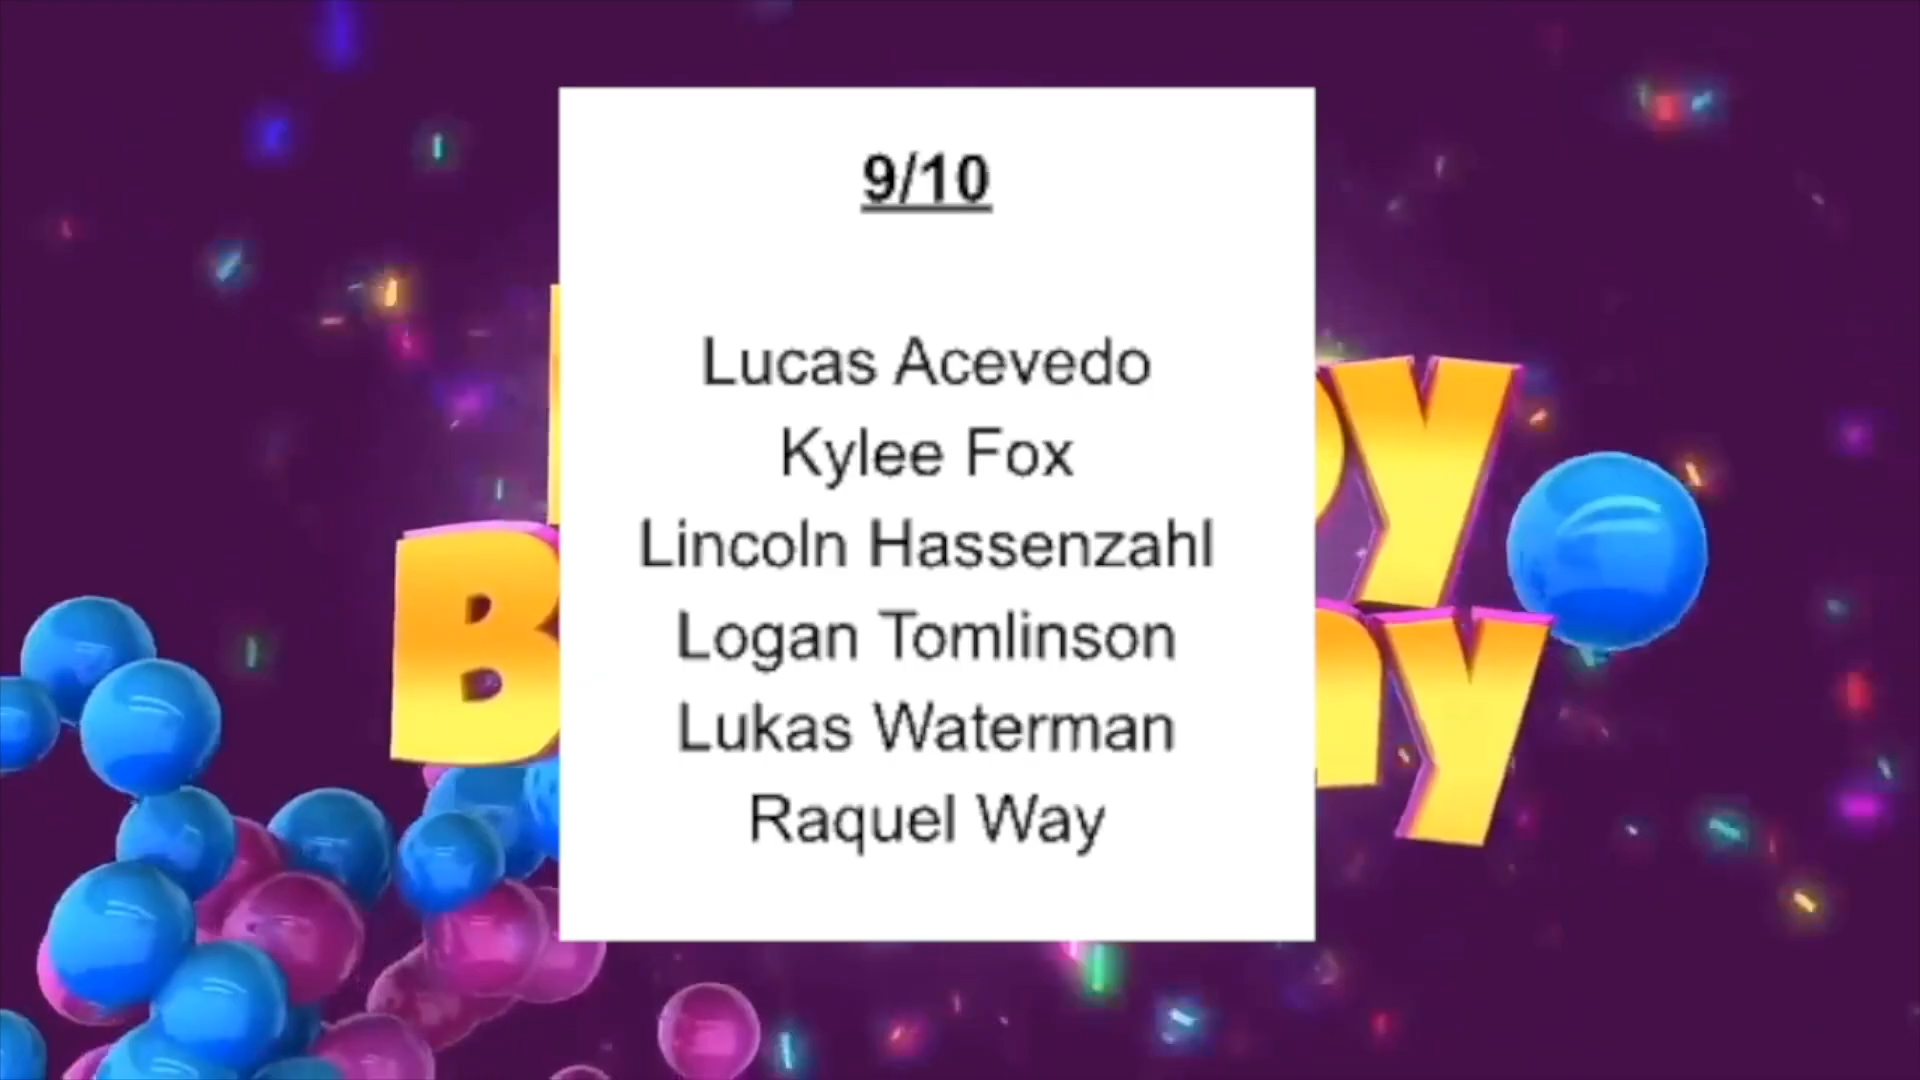 9/10
Lucas Acevedo
Kylee Fox
Lincoln Hassenzahl
Logan Tomlinson
Lukas Waterman
Raquel Way